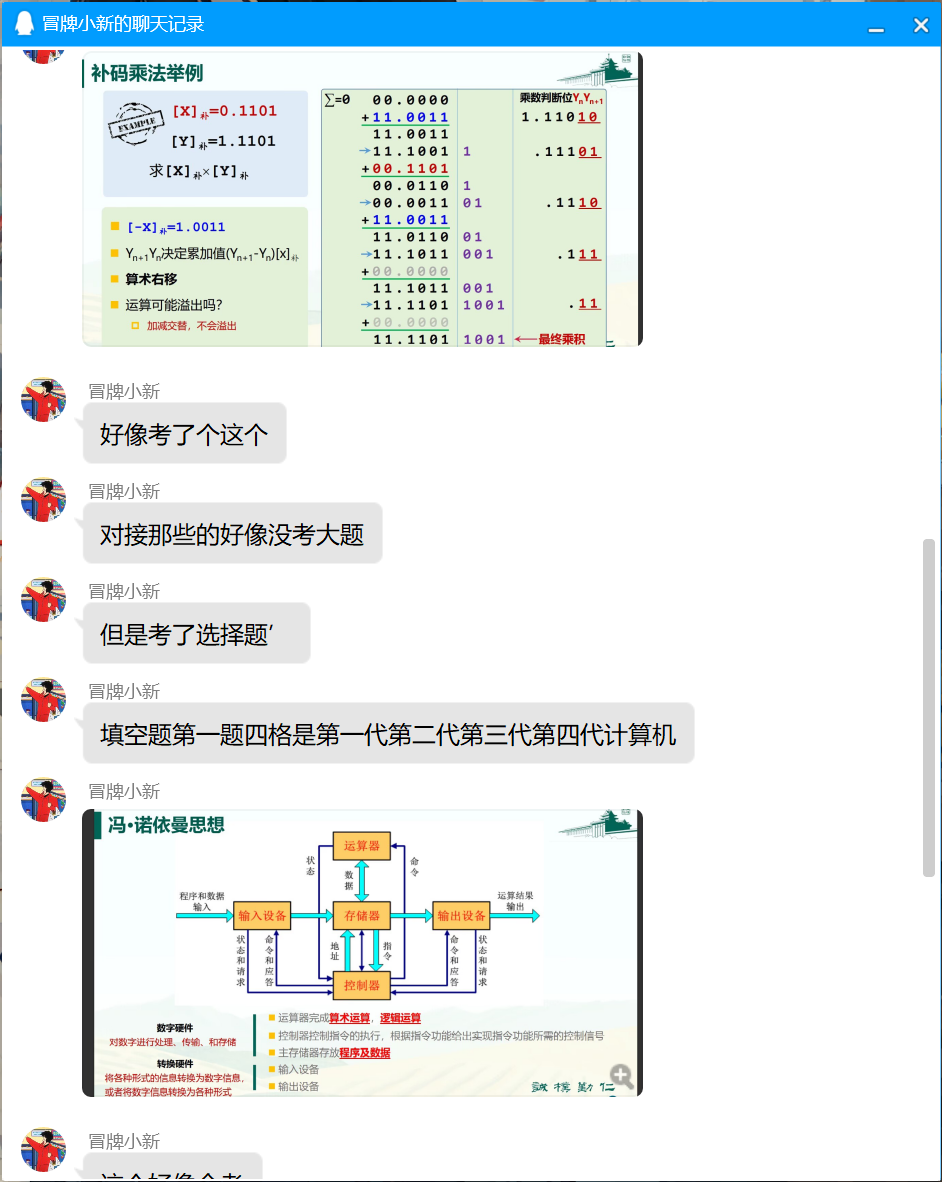 冒牌小新的聊天记录
补码乘法举例
EXAMPLE
[X]补=0.1101
[Y]补=1.1101
求[X]补×[Y]补
[-X]补=1.0011
Yn+1Yn决定累加值(Yn+1-Yn)[x]补
算术右移
运算可能溢出吗?
加减交替，不会溢出
乘数判断位YnYn+1
∑=0 00.0000 1.11010
+11.0011
11.0011
→11.1001 1 .11101
+00.1101
00.0110 1
→00.0011 01 .1110
+11.0011
11.0110 01
→11.1011 001 .111
+00.0000
11.1011 001
→11.1101 1001 .11
+00.0000
11.1101 1001 ←最终乘积
冒牌小新
好像考了个这个
冒牌小新
对接那些的好像没考大题
冒牌小新
但是考了选择题′
冒牌小新
填空题第一题四格是第一代第二代第三代第四代计算机
冒牌小新
冯•诺依曼思想
运算器
状态
数据
命令
程序和数据
输入
运算结果
输出
输入设备
存储器
输出设备
状态和请求
命令和应答
地址
指令
命令和应答
状态和请求
控制器
数字硬件
对数字进行处理、传输、和存储
转换硬件
将各种形式的信息转换为数字信息，
或者将数字信息转换为各种形式
运算器完成算术运算，逻辑运算
控制器控制指令的执行，根据指令功能给出实现指令功能所需的控制信号
主存储器存放程序及数据
输入设备
输出设备
誠樸勤仁
冒牌小新